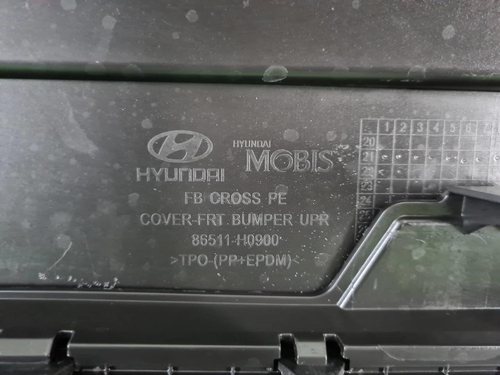 HYUNDAI
HYUNDAI
MOBIS
FB CROSS PE
COVER-FRT BUMPER UPR
86511-H0900
>TPO-(PP+EPDM)<
1 2 3 4 5 6 7
20
21
22
23
24
25